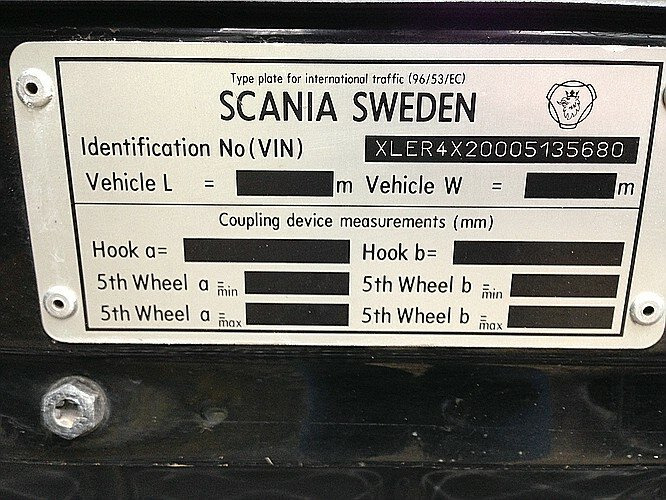 Type plate for international traffic (96/53/EC)
SCANIA SWEDEN
Identification No (VIN) XLER4X20005135680
Vehicle L = m Vehicle W = m
Coupling device measurements (mm)
Hook a= Hook b=
5th Wheel a =min 5th Wheel b =min
5th Wheel a =max 5th Wheel b =max